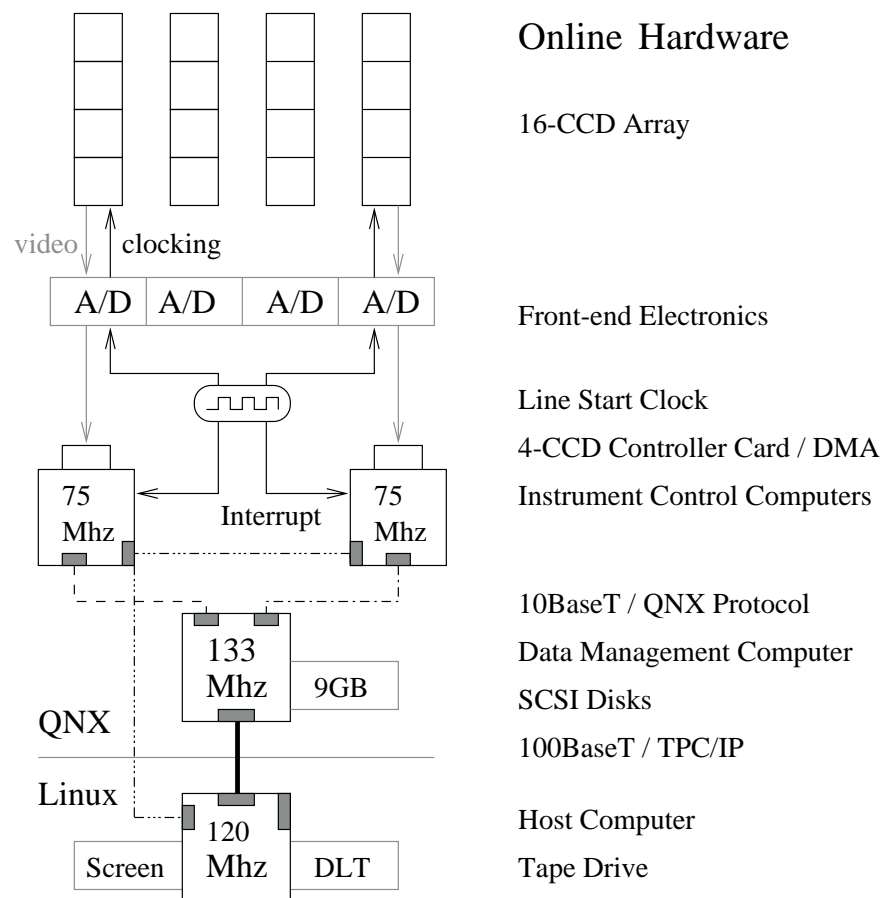 Online Hardware
16-CCD Array
video
clocking
A/D
A/D
A/D
A/D
Front-end Electronics
Line Start Clock
4-CCD Controller Card / DMA
75
Mhz
75
Mhz
Interrupt
Instrument Control Computers
10BaseT / QNX Protocol
133
Mhz
9GB
Data Management Computer
SCSI Disks
QNX
100BaseT / TPC/IP
Linux
120
Mhz
Host Computer
Screen
DLT
Tape Drive